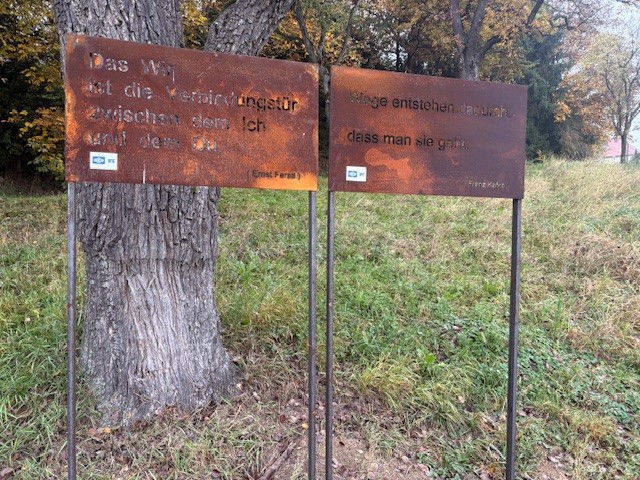 Das Wir
ist die Verbindungstür
zwischen dem Ich
und dem Du.
( Ernst Ferstl )
Wege entstehen dadurch,
dass man sie geht.
Franz Kafka